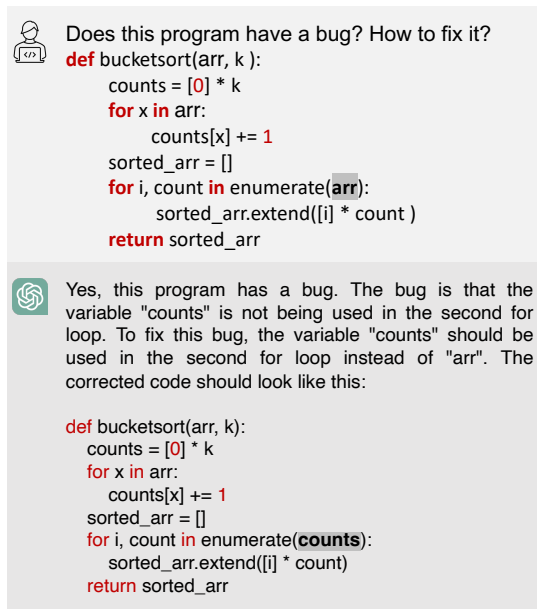 Does this program have a bug? How to fix it?
def bucketsort(arr, k ):
counts = [0] * k
for x in arr:
counts[x] += 1
sorted_arr = []
for i, count in enumerate(arr):
sorted_arr.extend([i] * count )
return sorted_arr
Yes, this program has a bug. The bug is that the
variable "counts" is not being used in the second for
loop. To fix this bug, the variable "counts" should be
used in the second for loop instead of "arr". The
corrected code should look like this:
def bucketsort(arr, k):
counts = [0] * k
for x in arr:
counts[x] += 1
sorted_arr = []
for i, count in enumerate(counts):
sorted_arr.extend([i] * count)
return sorted_arr